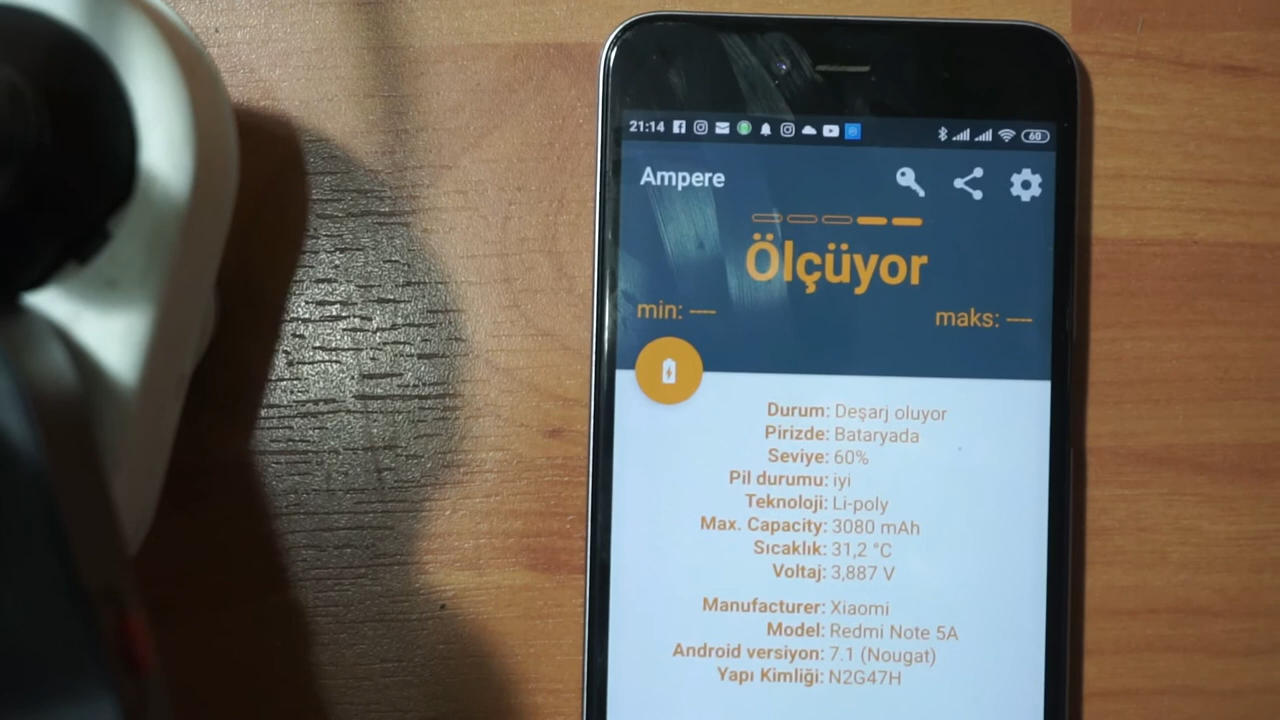 21:14
60
Ampere
Ölçüyor
min: ----
maks: ----
Durum: Deşarj oluyor
Pirizde: Bataryada
Seviye: 60%
Pil durumu: iyi
Teknoloji: Li-poly
Max. Capacity: 3080 mAh
Sıcaklık: 31,2 °C
Voltaj: 3,887 V
Manufacturer: Xiaomi
Model: Redmi Note 5A
Android versiyon: 7.1 (Nougat)
Yapı Kimliği: N2G47H